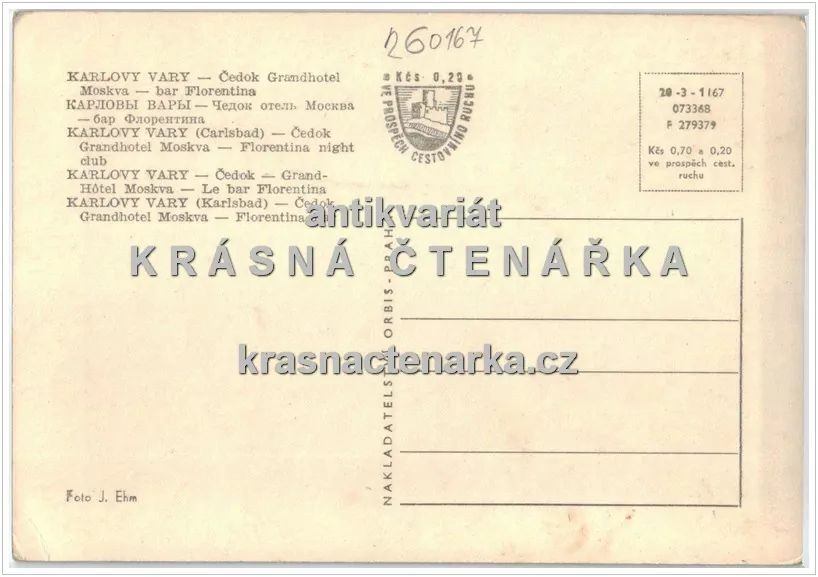 260167
KARLOVY VARY — Čedok Grandhotel
Moskva — bar Florentina
КАРЛОВЫ ВАРЫ — Чедок отель Москва
— бар Флорентина
KARLOVY VARY (Carlsbad) — Čedok
Grandhotel Moskva — Florentina night
club
KARLOVY VARY — Čedok — Grand-
Hôtel Moskva — Le bar Florentina
KARLOVY VARY (Karlsbad) — Čedok
Grandhotel Moskva — Florentina
Kčs 0,20
VE PROSPĚCH CESTOVNÍHO RUCHU
20-3-1167
073368
F 279379
Kčs 0,70 a 0,20
ve prospěch cest.
ruchu
antikvariát
KRÁSNÁ ČTENÁŘKA
krasnactenarka.cz
NAKLADATELSTVÍ ORBIS - PRAHA
Foto J. Ehm